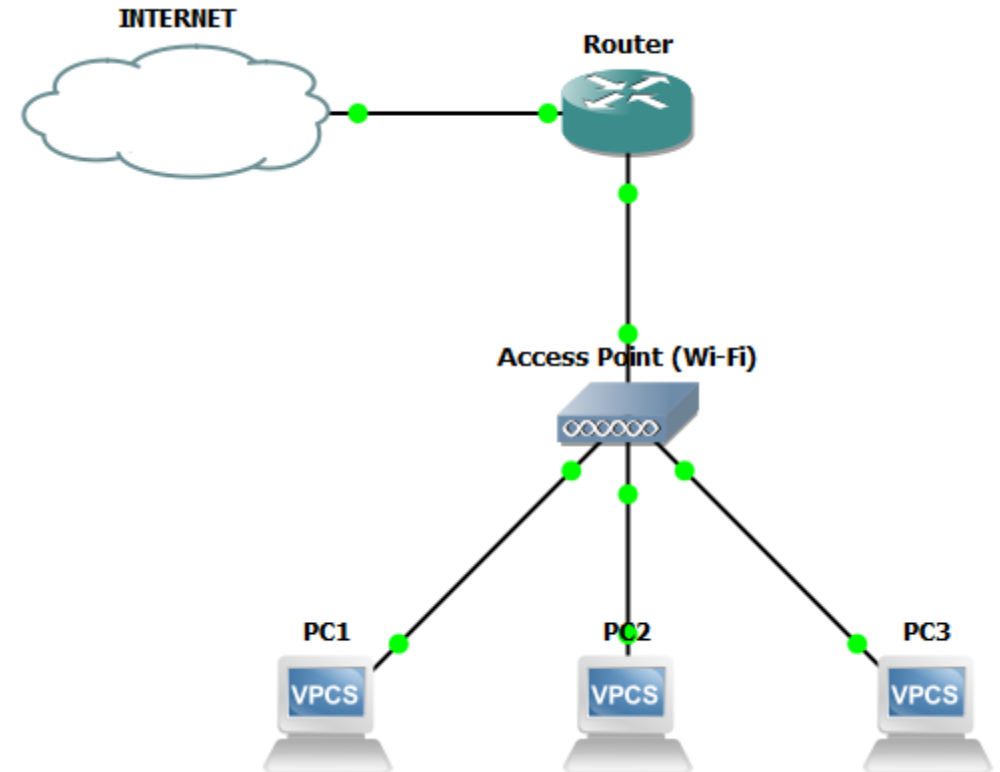 INTERNET
Router
Access Point (Wi-Fi)
PC1
PC2
PC3
VPCS
VPCS
VPCS